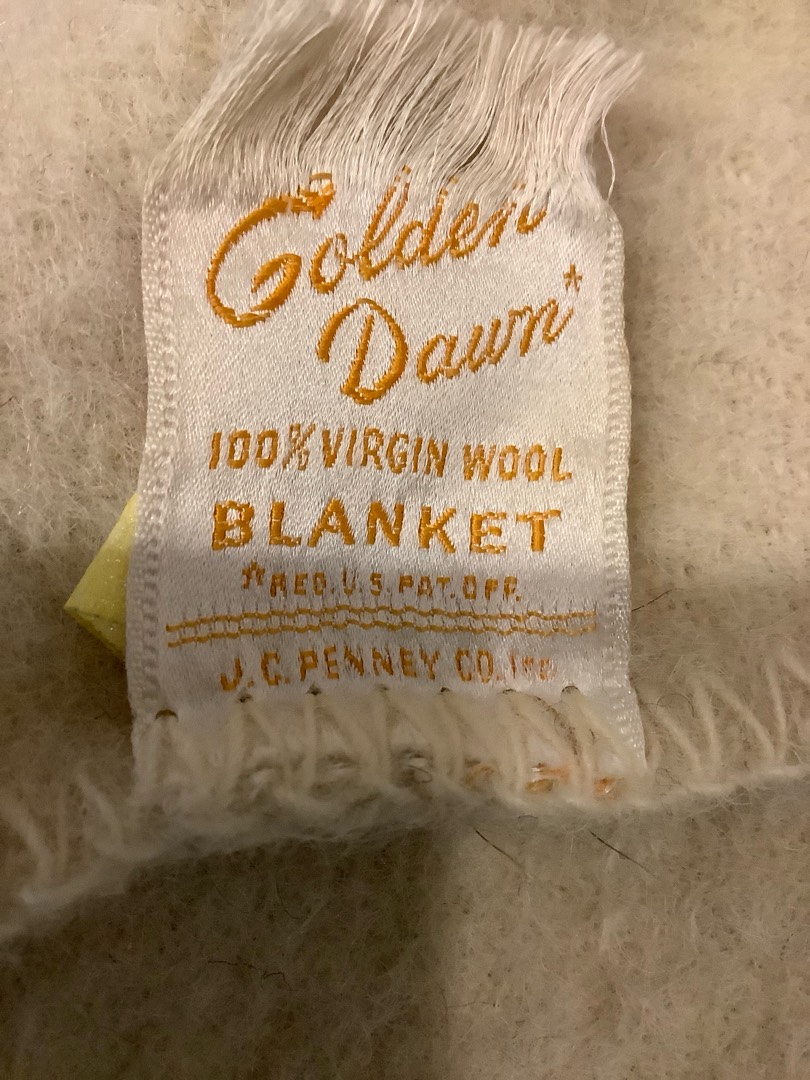 Golden
Dawn*
100% VIRGIN WOOL
BLANKET
*REG. U.S. PAT. OFF.
J. C. PENNEY CO. Inc